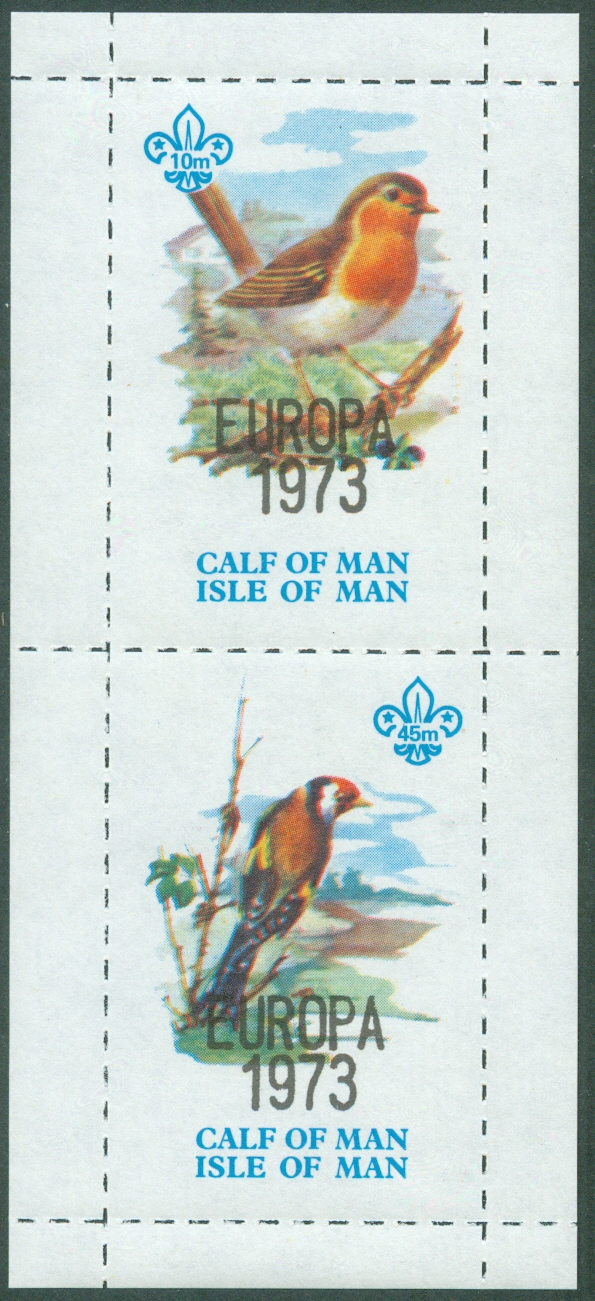 10m
EUROPA
1973
CALF OF MAN
ISLE OF MAN
45m
EUROPA
1973
CALF OF MAN
ISLE OF MAN